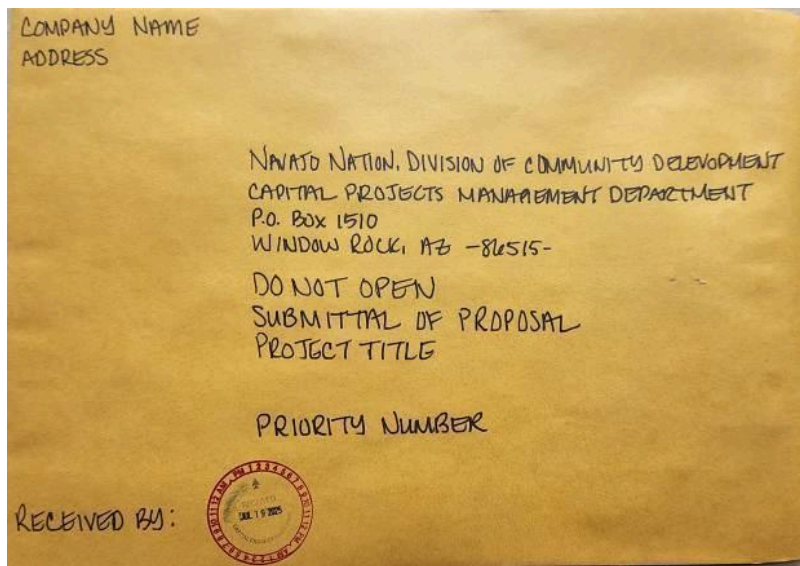 COMPANY NAME
ADDRESS
NAVAJO NATION, DIVISION OF COMMUNITY DELEVOPMENT
CAPITAL PROJECTS MANAGEMENT DEPARTMENT
P.O. BOX 1510
WINDOW ROCK, AZ -86515-
DO NOT OPEN
SUBMITTAL OF PROPOSAL
PROJECT TITLE
PRIORITY NUMBER
RECEIVED BY:
RECEIVED